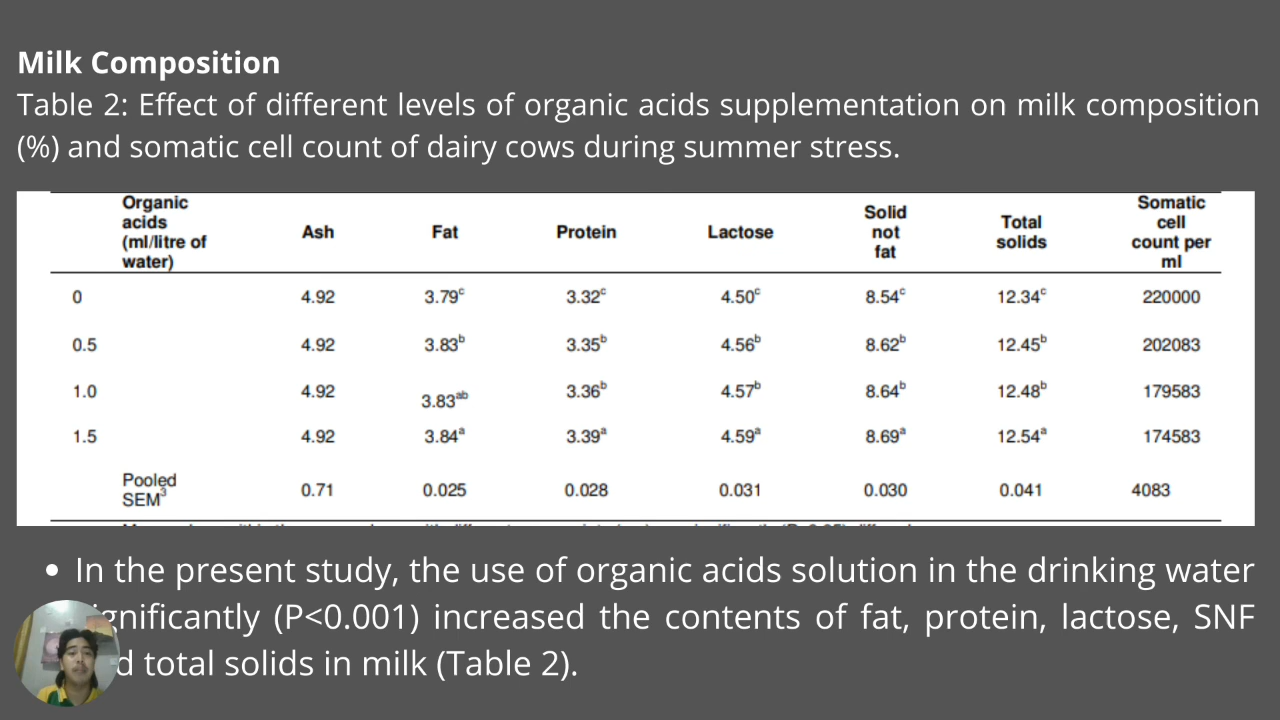 Milk Composition
Table 2: Effect of different levels of organic acids supplementation on milk composition
(%) and somatic cell count of dairy cows during summer stress.
Organic acids (ml/litre of water) Ash Fat Protein Lactose Solid not fat Total solids Somatic cell count per ml
0 4.92 3.79c 3.32c 4.50c 8.54c 12.34c 220000
0.5 4.92 3.83b 3.35b 4.56b 8.62b 12.45b 202083
1.0 4.92 3.83ab 3.36b 4.57b 8.64b 12.48b 179583
1.5 4.92 3.84a 3.39a 4.59a 8.69a 12.54a 174583
Pooled SEM3 0.71 0.025 0.028 0.031 0.030 0.041 4083
• In the present study, the use of organic acids solution in the drinking water
(P<0.001) increased the contents of fat, protein, lactose, SNF
total solids in milk (Table 2).